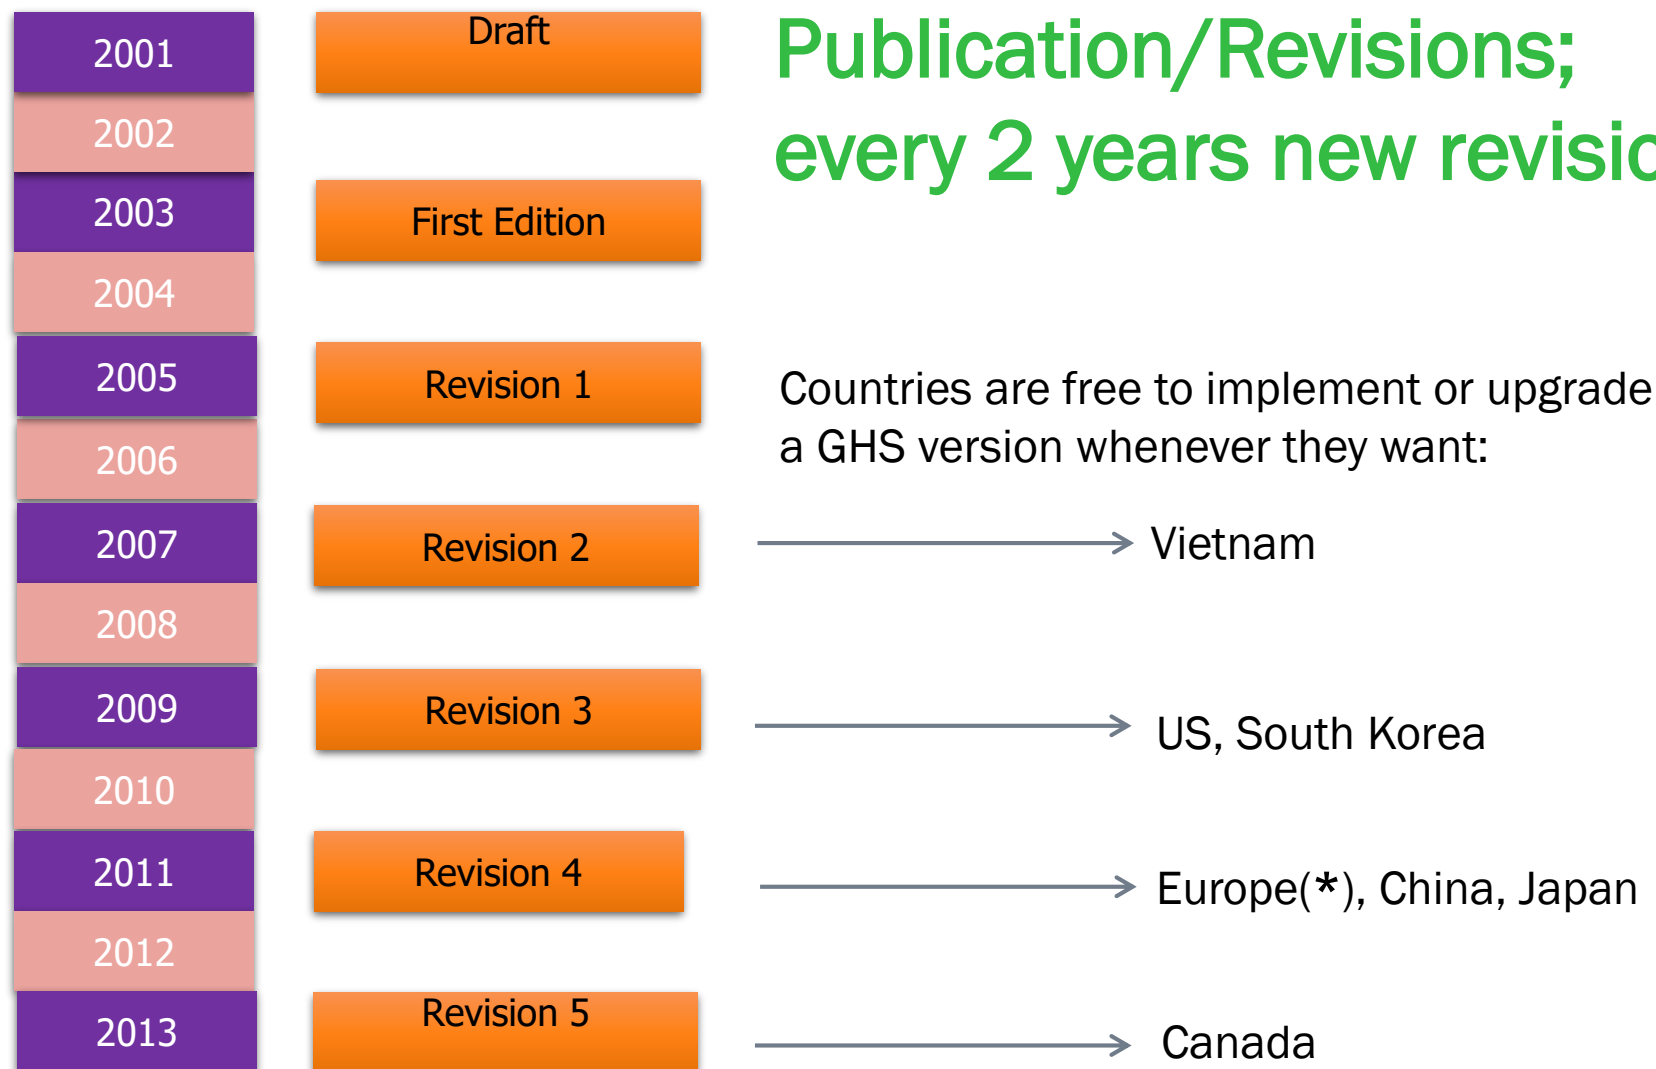 2001
Draft
Publication/Revisions;
2002
every 2 years new revisio
2003
First Edition
2004
2005
Revision 1
Countries are free to implement or upgrade
2006
a GHS version whenever they want:
2007
Revision 2
Vietnam
2008
2009
Revision 3
US, South Korea
2010
2011
Revision 4
Europe(*), China, Japan
2012
2013
Revision 5
Canada